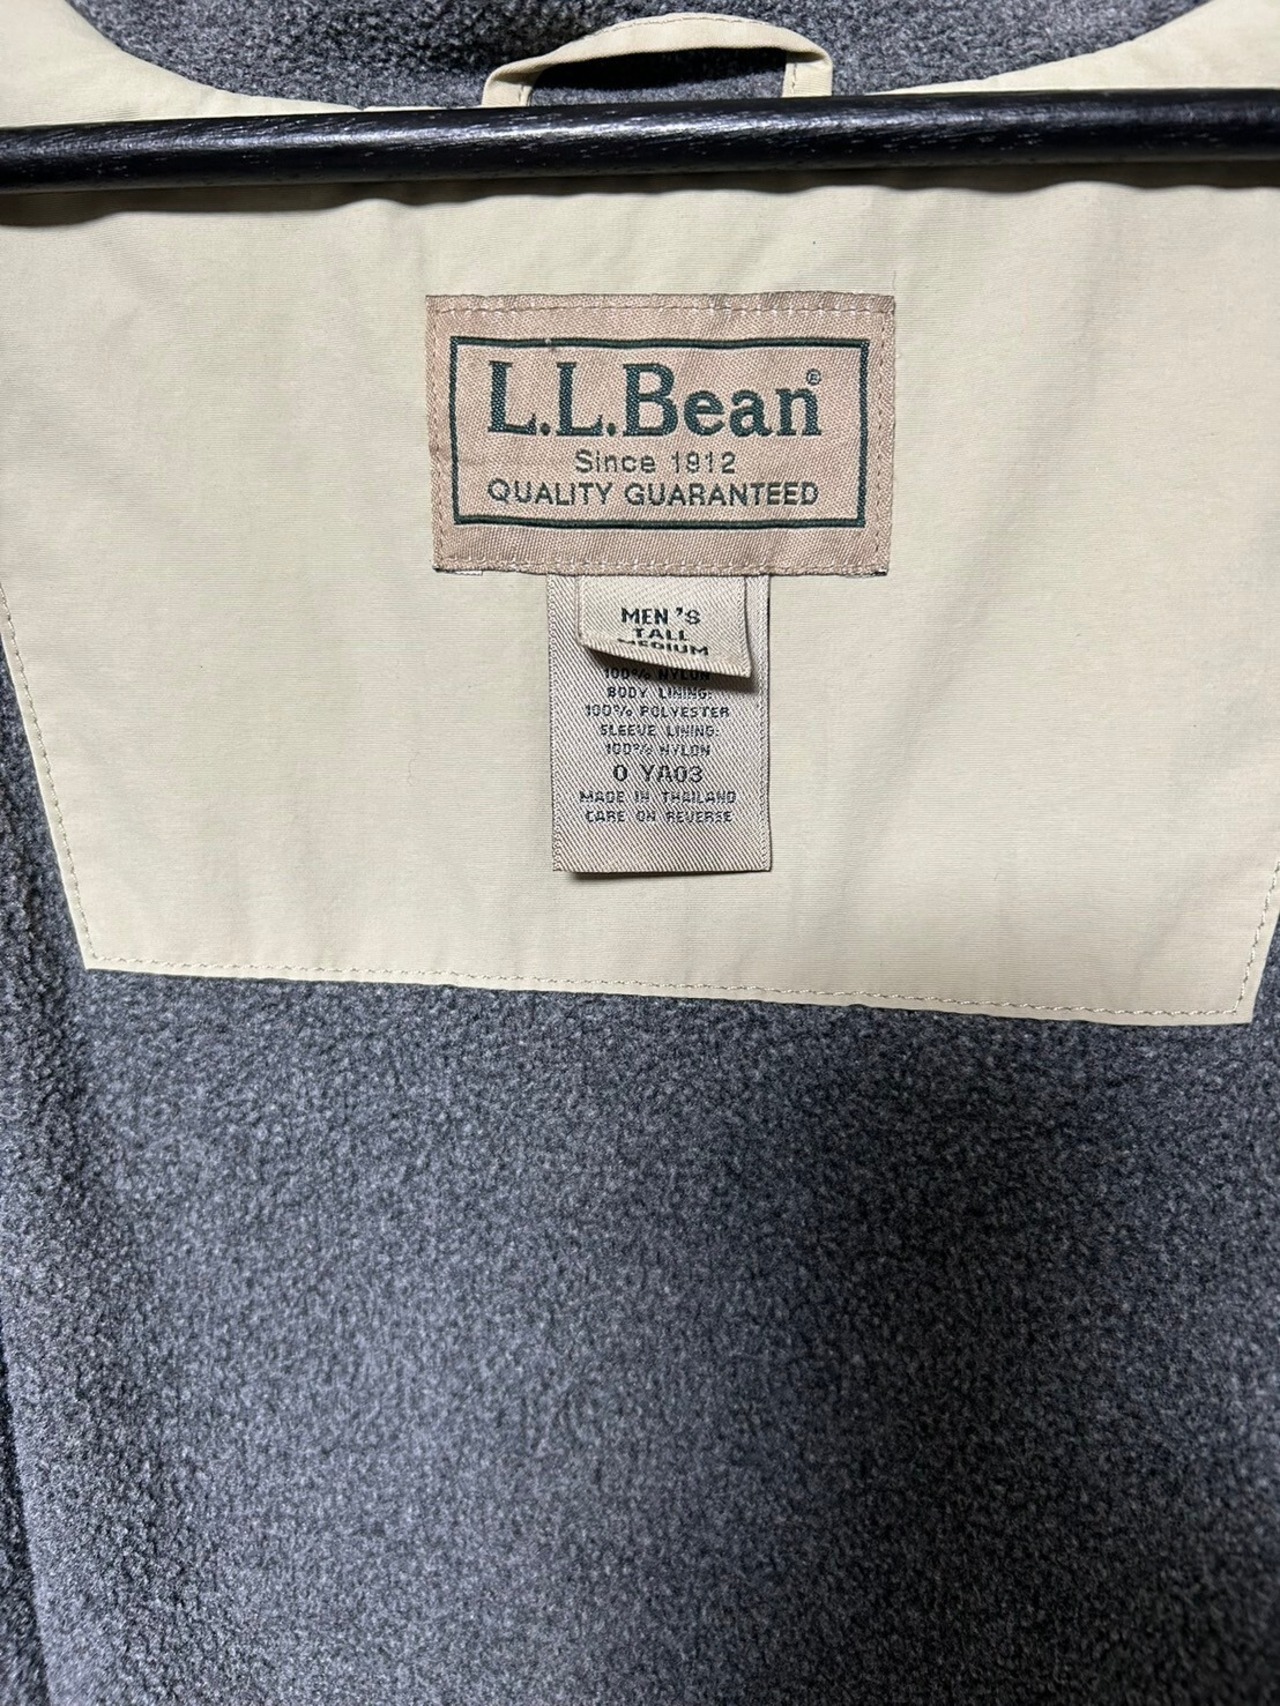 L.L.Bean®
Since 1912
QUALITY GUARANTEED
MEN'S
TALL
MEDIUM
100% NYLON
BODY LINING:
100% POLYESTER
SLEEVE LINING:
100% NYLON
0 YA03
MADE IN THAILAND
CARE ON REVERSE